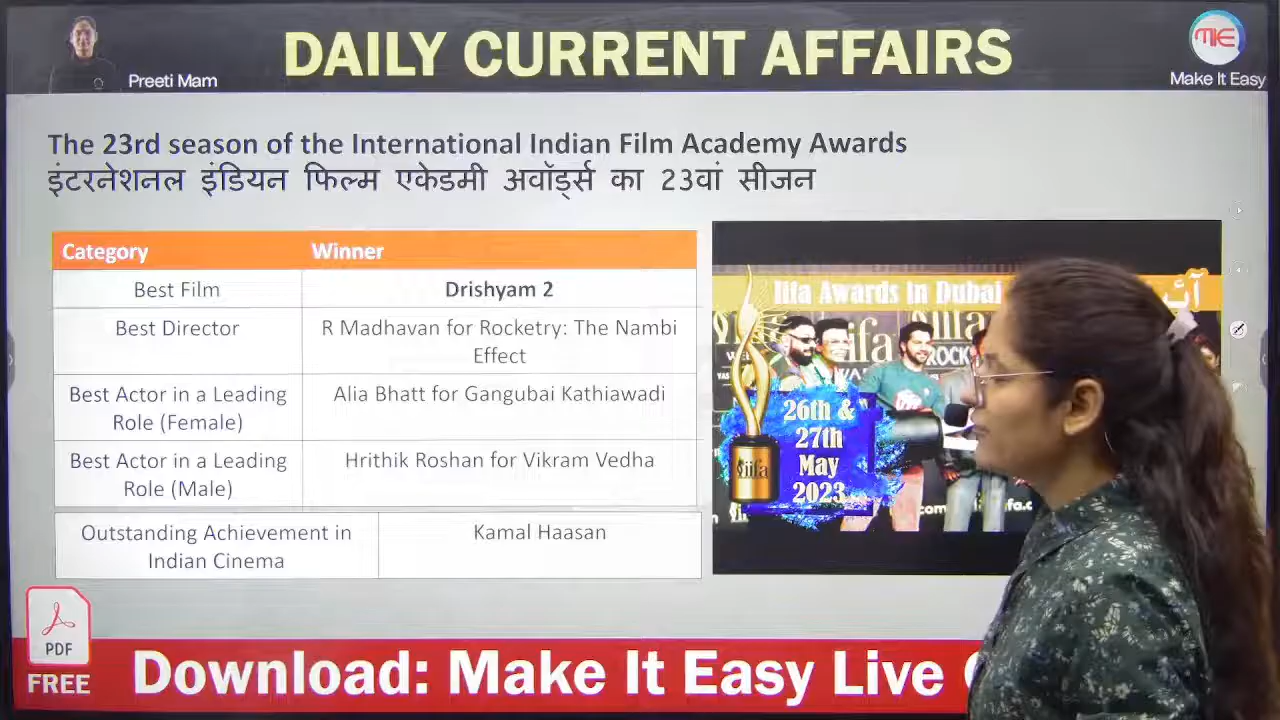 DAILY CURRENT AFFAIRS
Preeti Mam
Make It Easy
The 23rd season of the International Indian Film Academy Awards
इंटरनेशनल इंडियन फिल्म एकेडमी अवॉर्ड्स का 23वां सीजन
Category Winner
Best Film Drishyam 2
Best Director R Madhavan for Rocketry: The Nambi
Effect
Best Actor in a Leading Alia Bhatt for Gangubai Kathiawadi
Role (Female)
Best Actor in a Leading Hrithik Roshan for Vikram Vedha
Role (Male)
Outstanding Achievement in Kamal Haasan
Indian Cinema
Iifa Awards in Dubai
iifa
ROCK
26th &
27th
May
2023
iifa
PDF
FREE
Download: Make It Easy Live